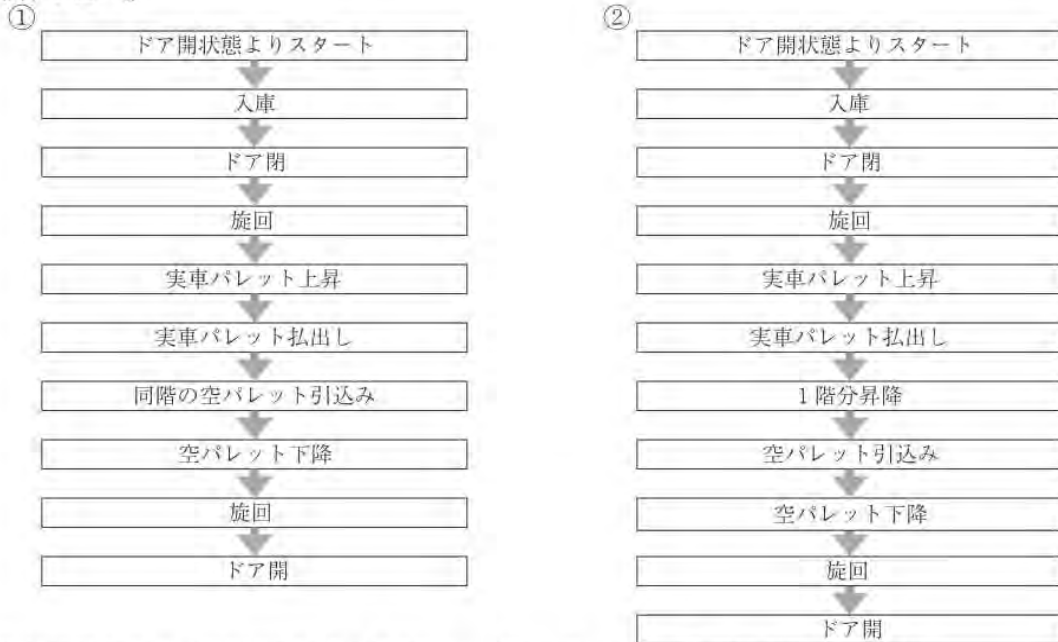 ①
ドア開状態よりスタート
入庫
ドア閉
旋回
実車パレット上昇
実車パレット払出し
同階の空パレット引込み
空パレット下降
旋回
ドア開
②
ドア開状態よりスタート
入庫
ドア閉
旋回
実車パレット上昇
実車パレット払出し
1階分昇降
空パレット引込み
空パレット下降
旋回
ドア開